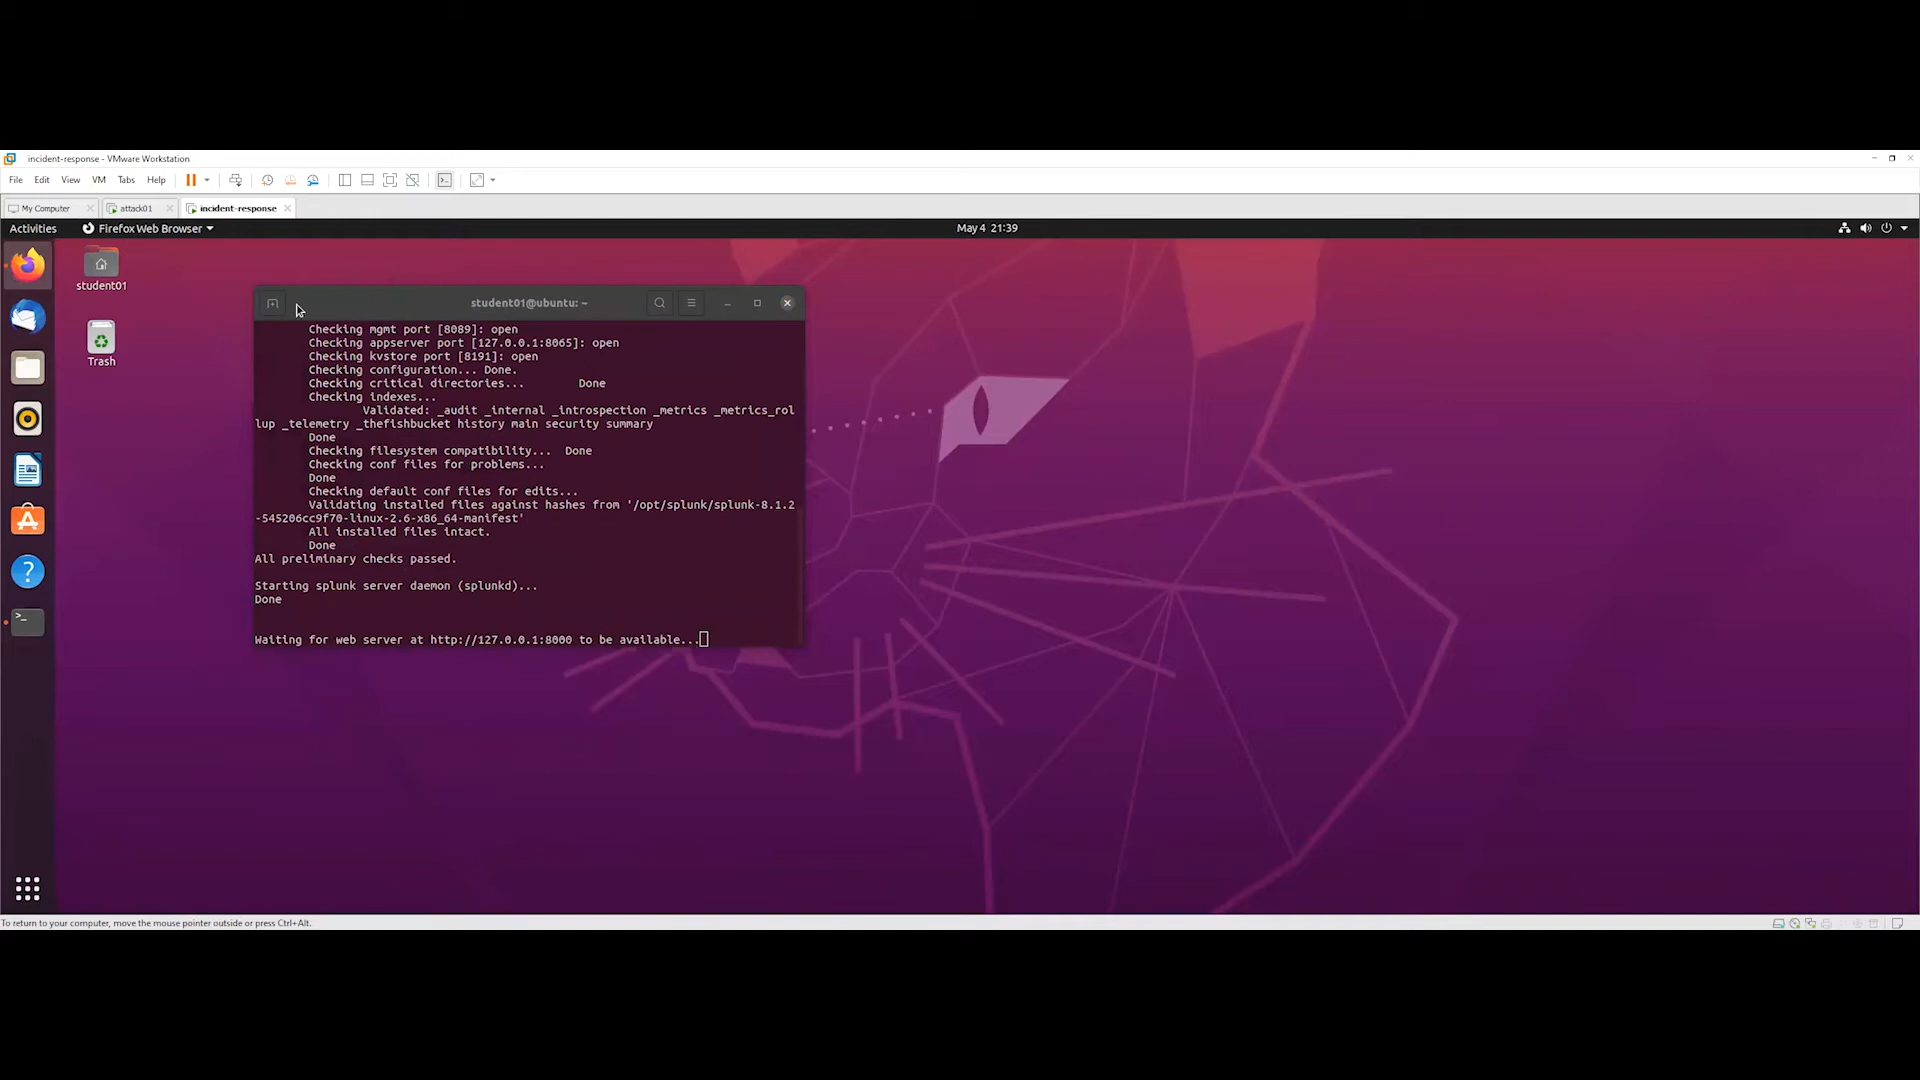 incident-response - VMware Workstation
File Edit View VM Tabs Help
My Computer attack01 incident-response
Activities Firefox Web Browser May 4 21:39
student01
Trash
student01@ubuntu: ~
Checking mgmt port [8089]: open
Checking appserver port [127.0.0.1:8065]: open
Checking kvstore port [8191]: open
Checking configuration... Done.
Checking critical directories... Done
Checking indexes...
Validated: _audit _internal _introspection _metrics _metrics_rol
lup _telemetry _thefishbucket history main security summary
Done
Checking filesystem compatibility... Done
Checking conf files for problems...
Done
Checking default conf files for edits...
Validating installed files against hashes from '/opt/splunk/splunk-8.1.2
-545206cc9f70-linux-2.6-x86_64-manifest'
All installed files intact.
Done
All preliminary checks passed.
Starting splunk server daemon (splunkd)...
Done
Waiting for web server at http://127.0.0.1:8000 to be available...
To return to your computer, move the mouse pointer outside or press Ctrl+Alt.